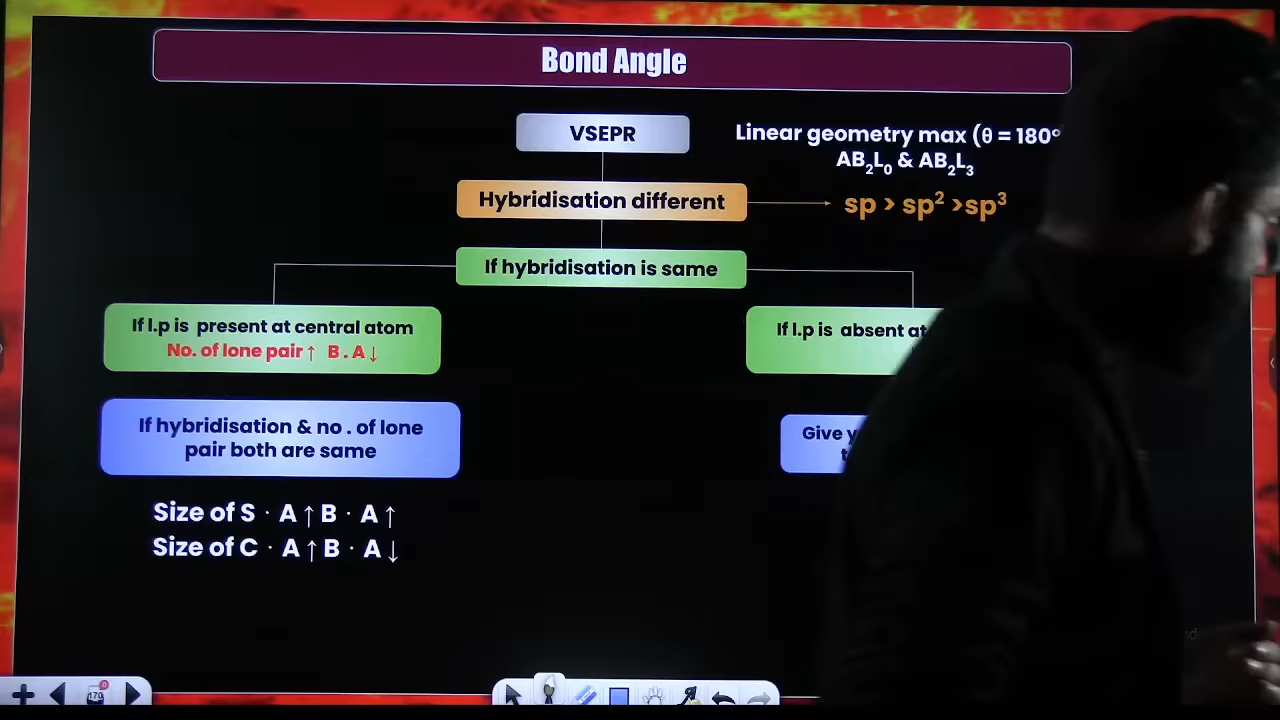 Bond Angle
VSEPR
Linear geometry max (θ = 180°
AB₂L₀ & AB₂L₃
Hybridisation different
sp > sp² >sp³
If hybridisation is same
If l.p is present at central atom
No. of lone pair ↑ B . A ↓
If l.p is absent at
If hybridisation & no . of lone
pair both are same
Give
Size of S · A ↑ B · A ↑
Size of C · A ↑ B · A ↓
170